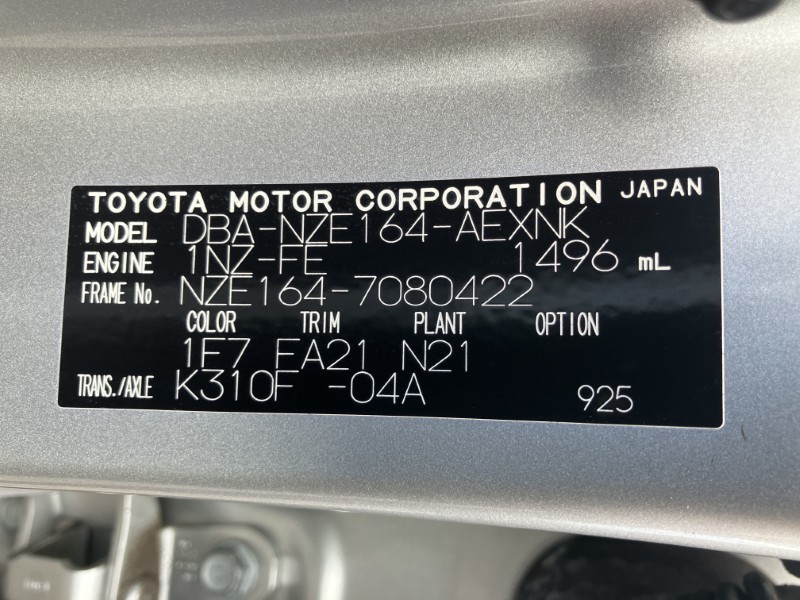 TOYOTA MOTOR CORPORATION JAPAN
MODEL DBA-NZE164-AEXNK
ENGINE 1NZ-FE 1496 mL
FRAME No. NZE164-7080422
COLOR TRIM PLANT OPTION
1F7 FA21 N21
TRANS./AXLE K310F -04A 925